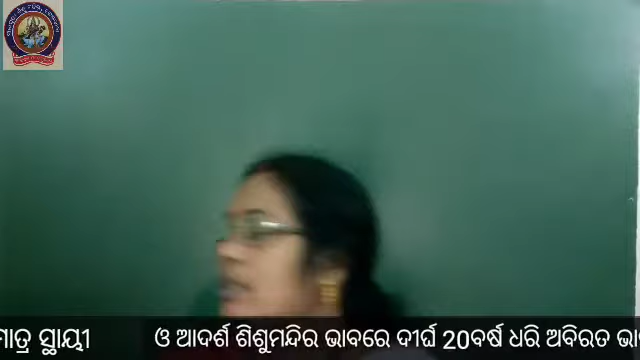 ମାତ୍ର ସ୍ଥାୟୀ ଓ ଆଦର୍ଶ ଶିଶୁମନ୍ଦିର ଭାବରେ ଦୀର୍ଘ 20ବର୍ଷ ଧରି ଅବିରତ